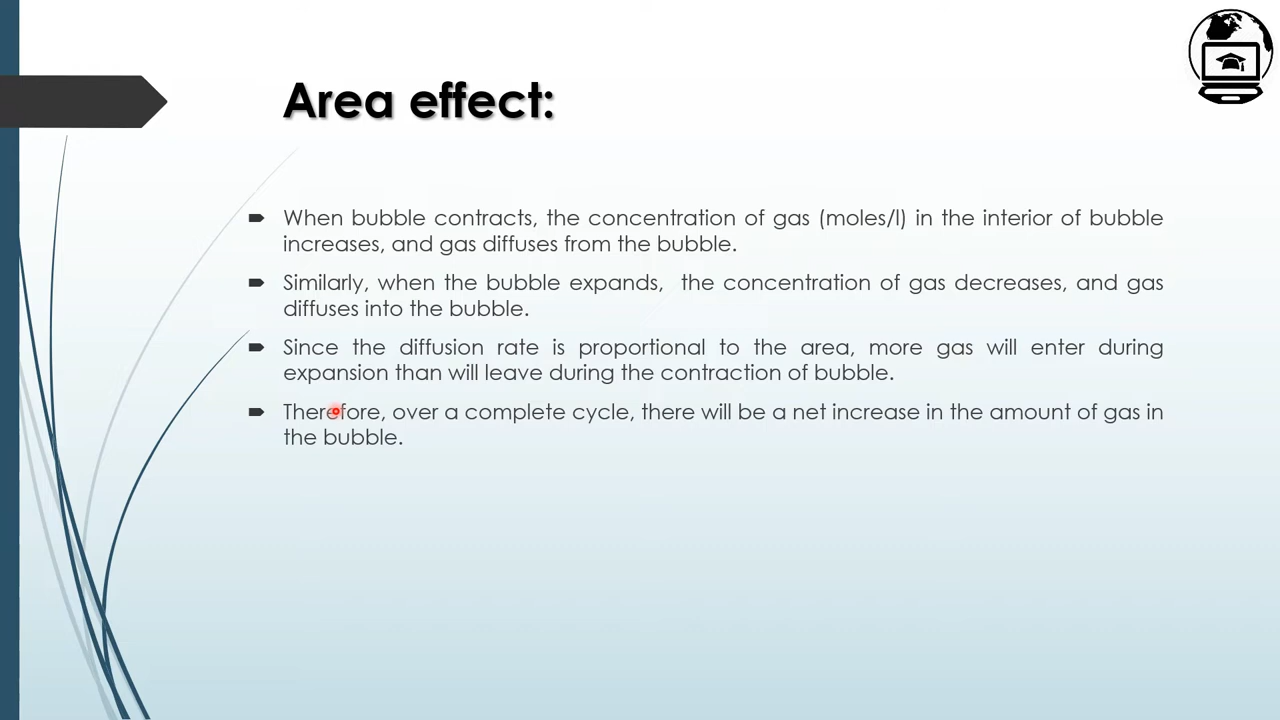 Area effect:
When bubble contracts, the concentration of gas (moles/l) in the interior of bubble
increases, and gas diffuses from the bubble.
Similarly, when the bubble expands, the concentration of gas decreases, and gas
diffuses into the bubble.
Since the diffusion rate is proportional to the area, more gas will enter during
expansion than will leave during the contraction of bubble.
Therefore, over a complete cycle, there will be a net increase in the amount of gas in
the bubble.